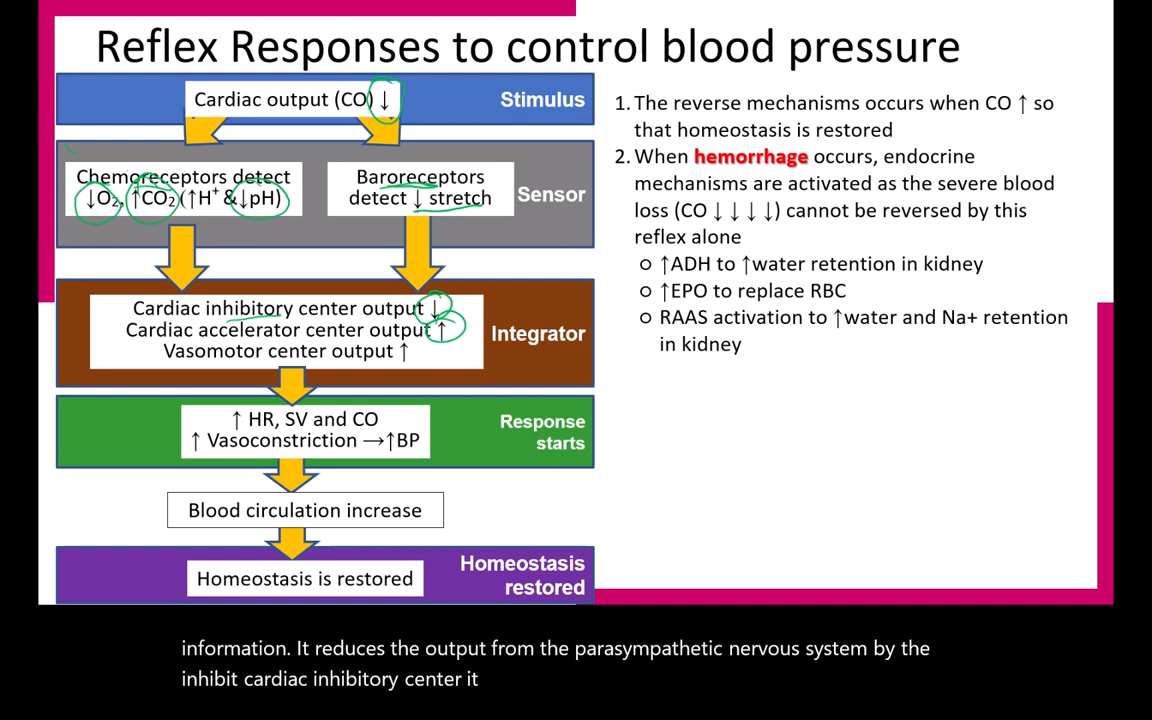 Reflex Responses to control blood pressure
Cardiac output (CO) ↓
Stimulus
Chemoreceptors detect
↓O₂, ↑CO₂ (↑H⁺ &↓pH)
Baroreceptors
detect ↓ stretch
Sensor
Cardiac inhibitory center output ↓
Cardiac accelerator center output ↑
Vasomotor center output ↑
Integrator
↑ HR, SV and CO
↑ Vasoconstriction →↑BP
Response
starts
Blood circulation increase
Homeostasis is restored
Homeostasis
restored
1. The reverse mechanisms occurs when CO ↑ so
that homeostasis is restored
2. When hemorrhage occurs, endocrine
mechanisms are activated as the severe blood
loss (CO ↓ ↓ ↓ ↓) cannot be reversed by this
reflex alone
○ ↑ADH to ↑water retention in kidney
○ ↑EPO to replace RBC
○ RAAS activation to ↑water and Na+ retention
in kidney
information. It reduces the output from the parasympathetic nervous system by the
inhibit cardiac inhibitory center it